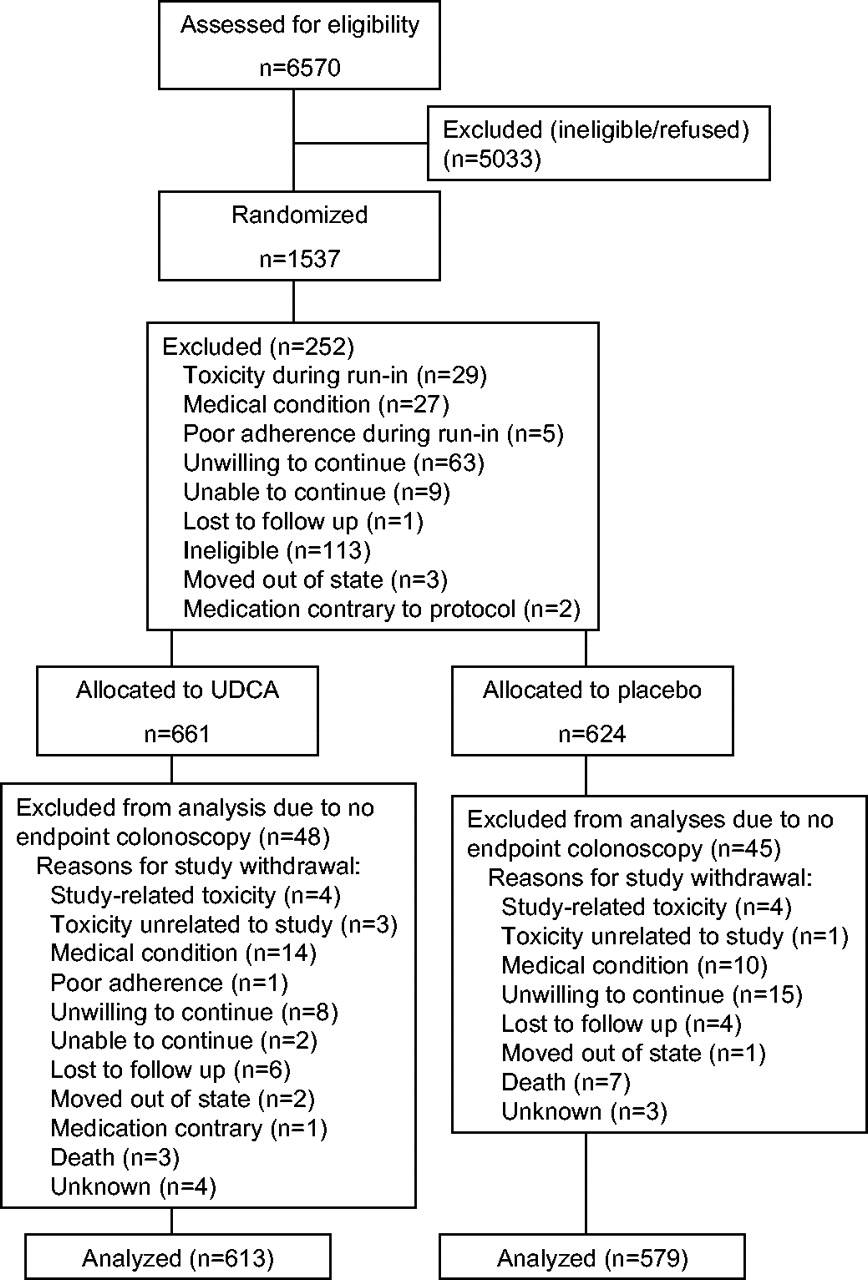 Assessed for eligibility
n=6570
Excluded (ineligible/refused)
(n=5033)
Randomized
n=1537
Excluded (n=252)
Toxicity during run-in (n=29)
Medical condition (n=27)
Poor adherence during run-in (n=5)
Unwilling to continue (n=63)
Unable to continue (n=9)
Lost to follow up (n=1)
Ineligible (n=113)
Moved out of state (n=3)
Medication contrary to protocol (n=2)
Allocated to UDCA
n=661
Allocated to placebo
n=624
Excluded from analysis due to no
endpoint colonoscopy (n=48)
Reasons for study withdrawal:
Study-related toxicity (n=4)
Toxicity unrelated to study (n=3)
Medical condition (n=14)
Poor adherence (n=1)
Unwilling to continue (n=8)
Unable to continue (n=2)
Lost to follow up (n=6)
Moved out of state (n=2)
Medication contrary (n=1)
Death (n=3)
Unknown (n=4)
Excluded from analyses due to no
endpoint colonoscopy (n=45)
Reasons for study withdrawal:
Study-related toxicity (n=4)
Toxicity unrelated to study (n=1)
Medical condition (n=10)
Unwilling to continue (n=15)
Lost to follow up (n=4)
Moved out of state (n=1)
Death (n=7)
Unknown (n=3)
Analyzed (n=613)
Analyzed (n=579)